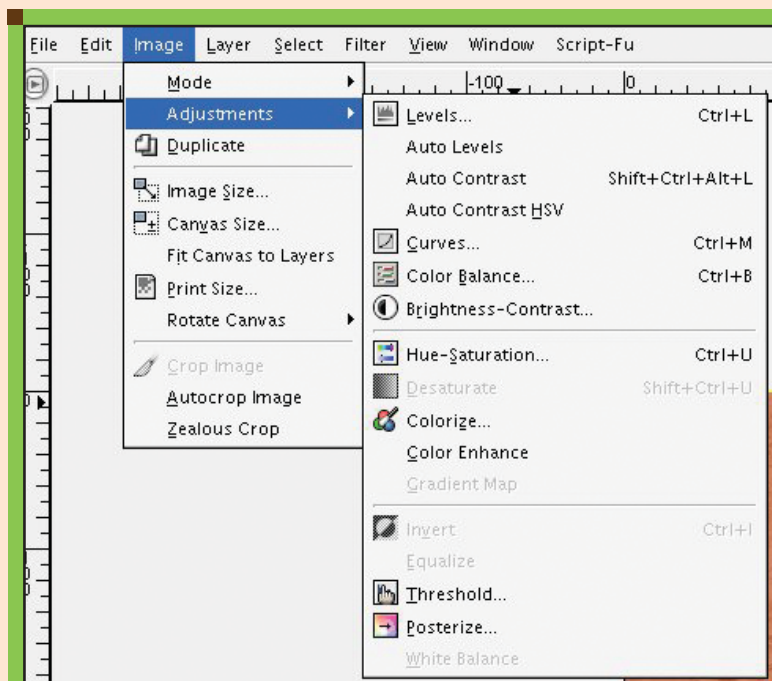 File Edit Image Layer Select Filter View Window Script-Fu
-100 0
Mode
Adjustments
Duplicate
Image Size...
Canvas Size...
Fit Canvas to Layers
Print Size...
Rotate Canvas
Crop Image
Autocrop Image
Zealous Crop
Levels... Ctrl+L
Auto Levels
Auto Contrast Shift+Ctrl+Alt+L
Auto Contrast HSV
Curves... Ctrl+M
Color Balance... Ctrl+B
Brightness-Contrast...
Hue-Saturation... Ctrl+U
Desaturate Shift+Ctrl+U
Colorize...
Color Enhance
Gradient Map
Invert Ctrl+I
Equalize
Threshold...
Posterize...
White Balance